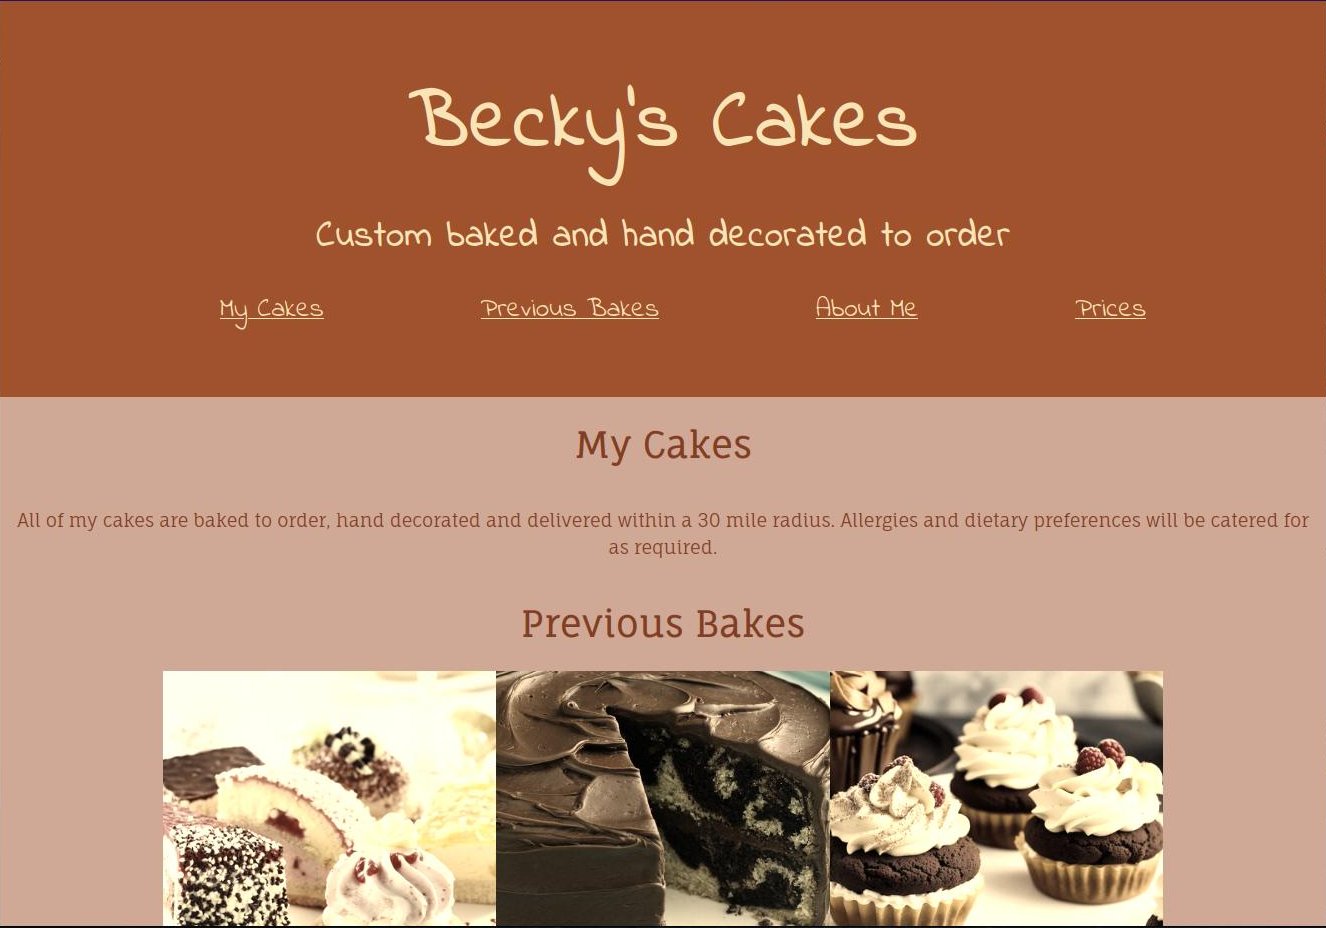 Becky's Cakes
Custom baked and hand decorated to order
My Cakes
Previous Bakes
About Me
Prices
My Cakes
All of my cakes are baked to order, hand decorated and delivered within a 30 mile radius. Allergies and dietary preferences will be catered for
as required.
Previous Bakes